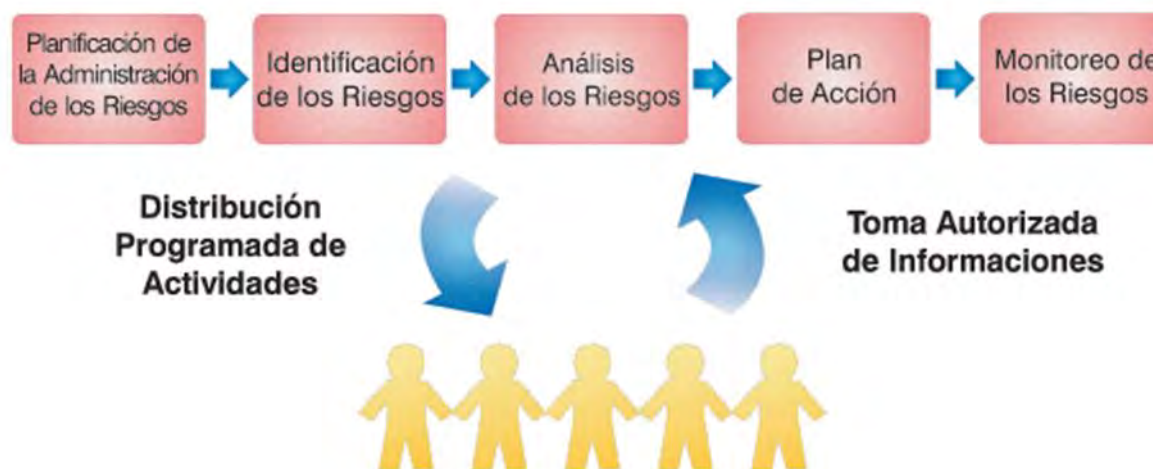 Planificación de
la Administración
de los Riesgos
Identificación
de los Riesgos
Análisis
de los Riesgos
Plan
de Acción
Monitoreo de
los Riesgos
Distribución
Programada de
Actividades
Toma Autorizada
de Informaciones